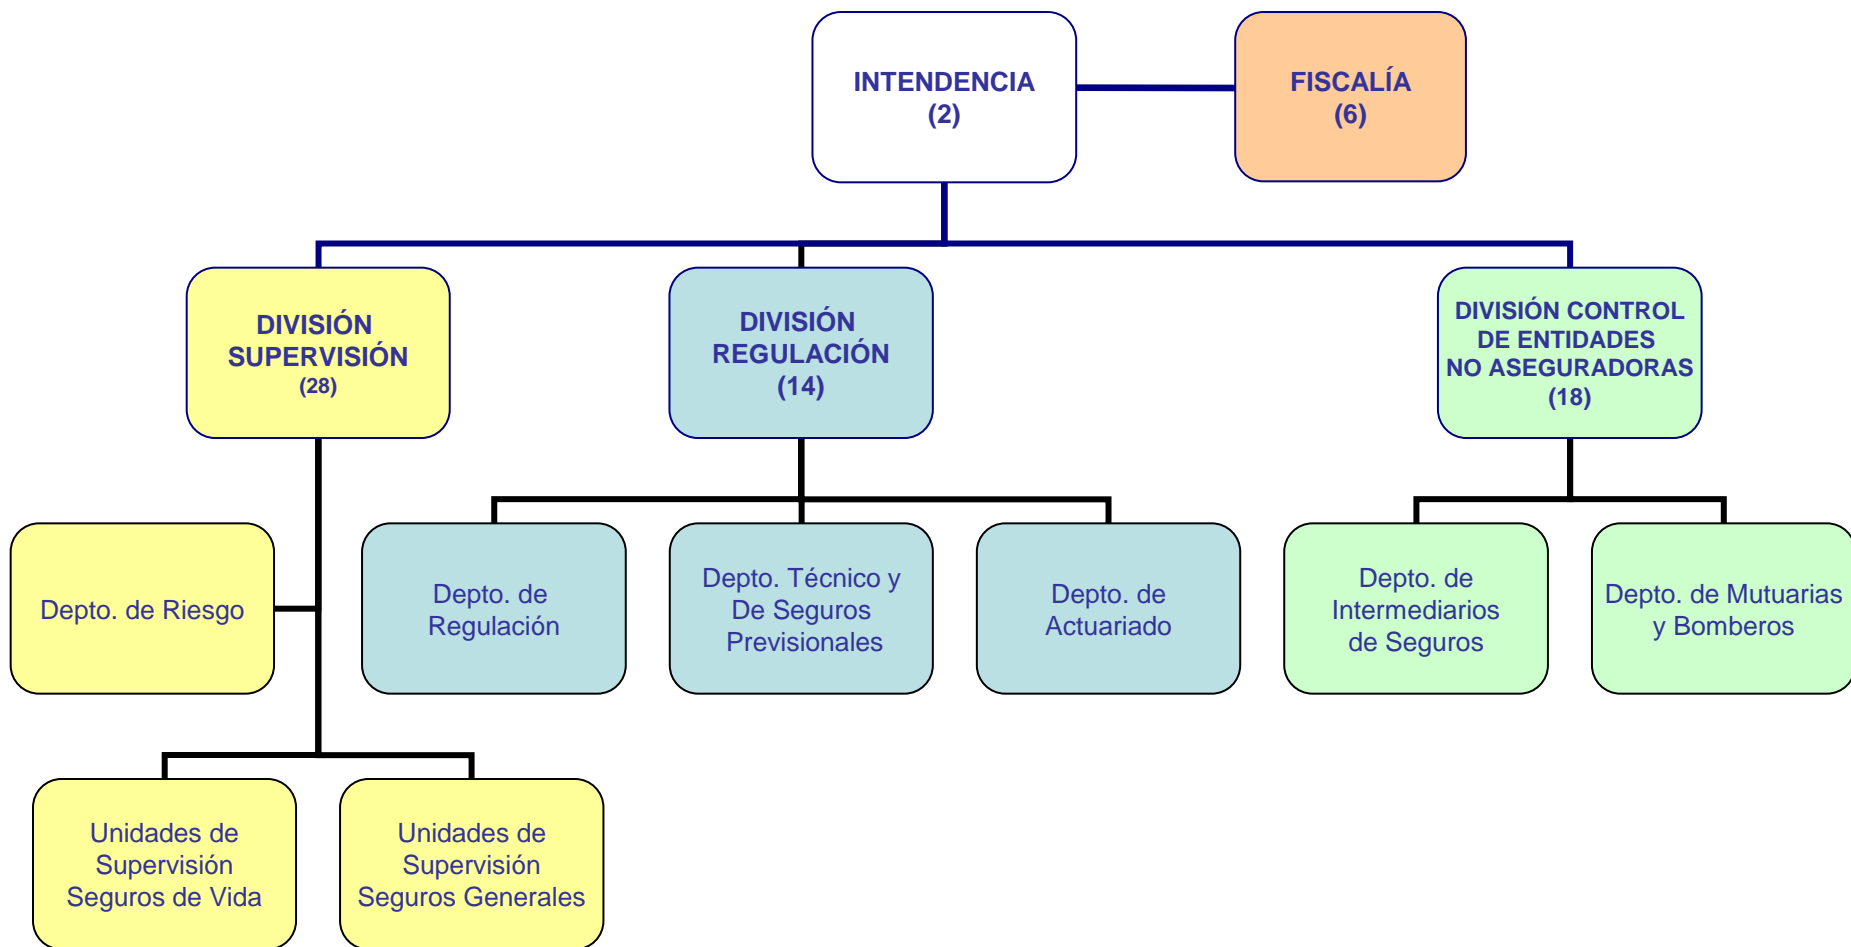 INTENDENCIA
(2)
FISCALÍA
(6)
DIVISIÓN
SUPERVISIÓN
(28)
DIVISIÓN
REGULACIÓN
(14)
DIVISIÓN CONTROL
DE ENTIDADES
NO ASEGURADORAS
(18)
Depto. de Riesgo
Depto. de
Regulación
Depto. Técnico y
De Seguros
Previsionales
Depto. de
Actuariado
Depto. de
Intermediarios
de Seguros
Depto. de Mutuarias
y Bomberos
Unidades de
Supervisión
Seguros de Vida
Unidades de
Supervisión
Seguros Generales